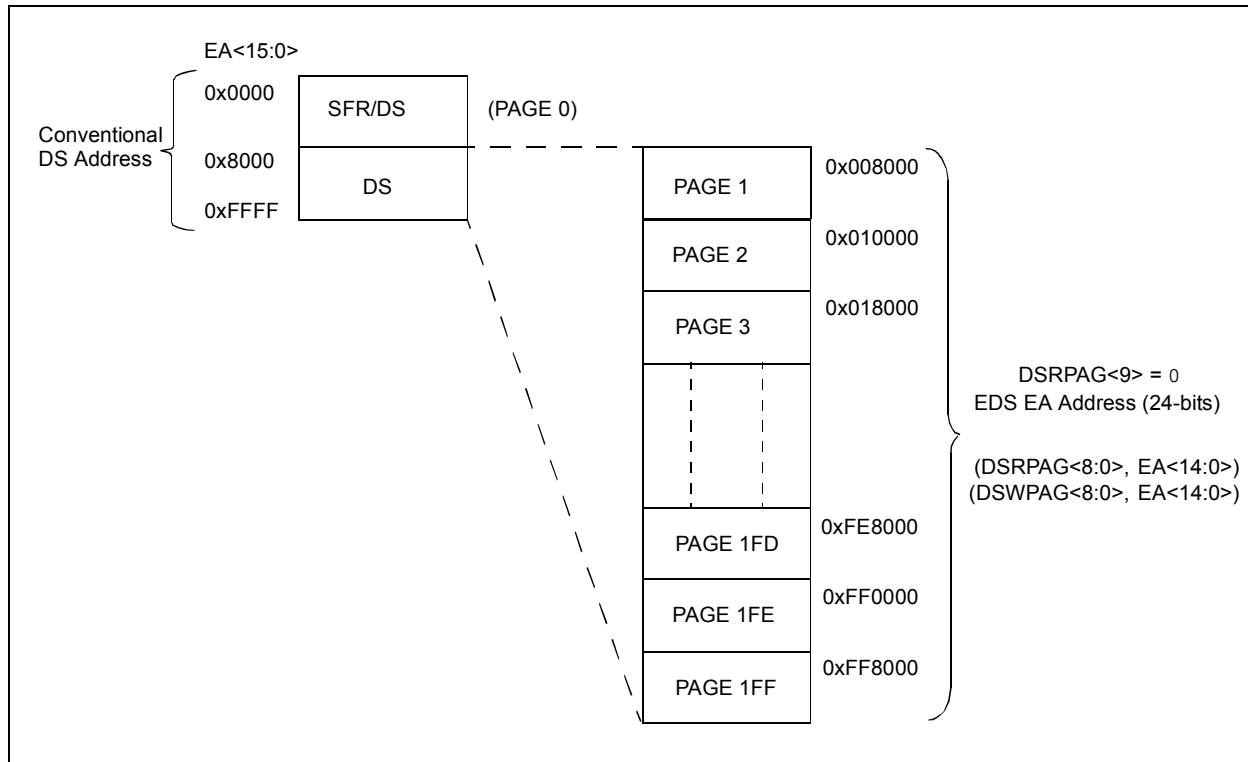 EA<15:0>
0x0000
SFR/DS
(PAGE 0)
Conventional
DS Address
0x8000
DS
0xFFFF
PAGE 1
0x008000
PAGE 2
0x010000
PAGE 3
0x018000
DSRPAG<9> = 0
EDS EA Address (24-bits)
(DSRPAG<8:0>, EA<14:0>)
(DSWPAG<8:0>, EA<14:0>)
PAGE 1FD
0xFE8000
PAGE 1FE
0xFF0000
PAGE 1FF
0xFF8000